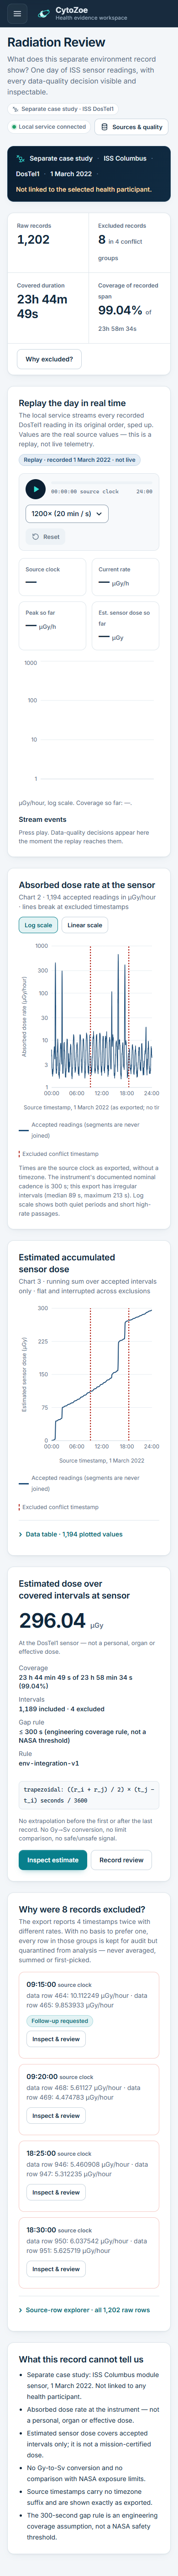 CytoZoe
Health evidence workspace
Radiation Review
What does this separate environment record
show? One day of ISS sensor readings, with
every data-quality decision visible and
inspectable.
Separate case study · ISS DosTel1
Local service connected
Sources & quality
Separate case study · ISS Columbus ·
DosTel1 · 1 March 2022 ·
Not linked to the selected health participant.
Raw records
1,202
Excluded records
8 in 4 conflict
groups
Covered duration
23h 44m
49s
Coverage of recorded
span
99.04% of
23h 58m 34s
Why excluded?
Replay the day in real time
The local service streams every recorded
DosTel1 reading in its original order, sped up.
Values are the real source values — this is a
replay, not live telemetry.
Replay · recorded 1 March 2022 · not live
00:00:00 source clock
24:00
1200× (20 min / s)
Reset
Source clock
—
Current rate
— μGy/h
Peak so far
— μGy/h
Est. sensor dose so
far
— μGy
1000
100
10
1
μGy/hour, log scale. Coverage so far: —.
Stream events
Press play. Data-quality decisions appear here
the moment the replay reaches them.
Absorbed dose rate at the sensor
Chart 2 · 1,194 accepted readings in μGy/hour
· lines break at excluded timestamps
Log scale
Linear scale
Absorbed dose rate (μGy/hour)
1000
300
100
30
10
3
1
00:00 06:00 12:00 18:00 24:00
Source timestamp, 1 March 2022 (as exported; no tir
Accepted readings (segments are never
joined)
Excluded conflict timestamp
Times are the source clock as exported, without a
timezone. The instrument's documented nominal
cadence is 300 s; this export has irregular
intervals (median 89 s, maximum 213 s). Log
scale shows both quiet periods and short high-
rate passages.
Estimated accumulated
sensor dose
Chart 3 · running sum over accepted intervals
only · flat and interrupted across exclusions
Estimated sensor dose (μGy)
300
225
150
75
0
00:00 06:00 12:00 18:00 24:00
Source timestamp, 1 March 2022
Accepted readings (segments are never
joined)
Excluded conflict timestamp
Data table · 1,194 plotted values
Estimated dose over
covered intervals at sensor
296.04 μGy
At the DosTel1 sensor — not a personal, organ or
effective dose.
Coverage
23 h 44 min 49 s of 23 h 58 min 34 s
(99.04%)
Intervals
1,189 included · 4 excluded
Gap rule
≤ 300 s (engineering coverage rule, not a
NASA threshold)
Rule
env-integration-v1
trapezoidal: ((r_i + r_j) / 2) × (t_j −
t_i) seconds / 3600
No extrapolation before the first or after the last
record. No Gy→Sv conversion, no limit
comparison, no safe/unsafe signal.
Inspect estimate
Record review
Why were 8 records excluded?
The export reports 4 timestamps twice with
different rates. With no basis to prefer one,
every row in those groups is kept for audit but
quarantined from analysis — never averaged,
summed or first-picked.
09:15:00 source clock
data row 464: 10.112249 μGy/hour · data
row 465: 9.853933 μGy/hour
Follow-up requested
Inspect & review
09:20:00 source clock
data row 468: 5.61127 μGy/hour · data
row 469: 4.474783 μGy/hour
Inspect & review
18:25:00 source clock
data row 946: 5.460908 μGy/hour · data
row 947: 5.312235 μGy/hour
Inspect & review
18:30:00 source clock
data row 950: 6.037542 μGy/hour · data
row 951: 5.625719 μGy/hour
Inspect & review
Source-row explorer · all 1,202 raw rows
What this record cannot tell us
Separate case study: ISS Columbus module
sensor, 1 March 2022. Not linked to any
health participant.
Absorbed dose rate at the instrument — not
a personal, organ or effective dose.
Estimated sensor dose covers accepted
intervals only; it is not a mission-certified
dose.
No Gy-to-Sv conversion and no
comparison with NASA exposure limits.
Source timestamps carry no timezone
suffix and are shown exactly as exported.
The 300-second gap rule is an engineering
coverage assumption, not a NASA safety
threshold.